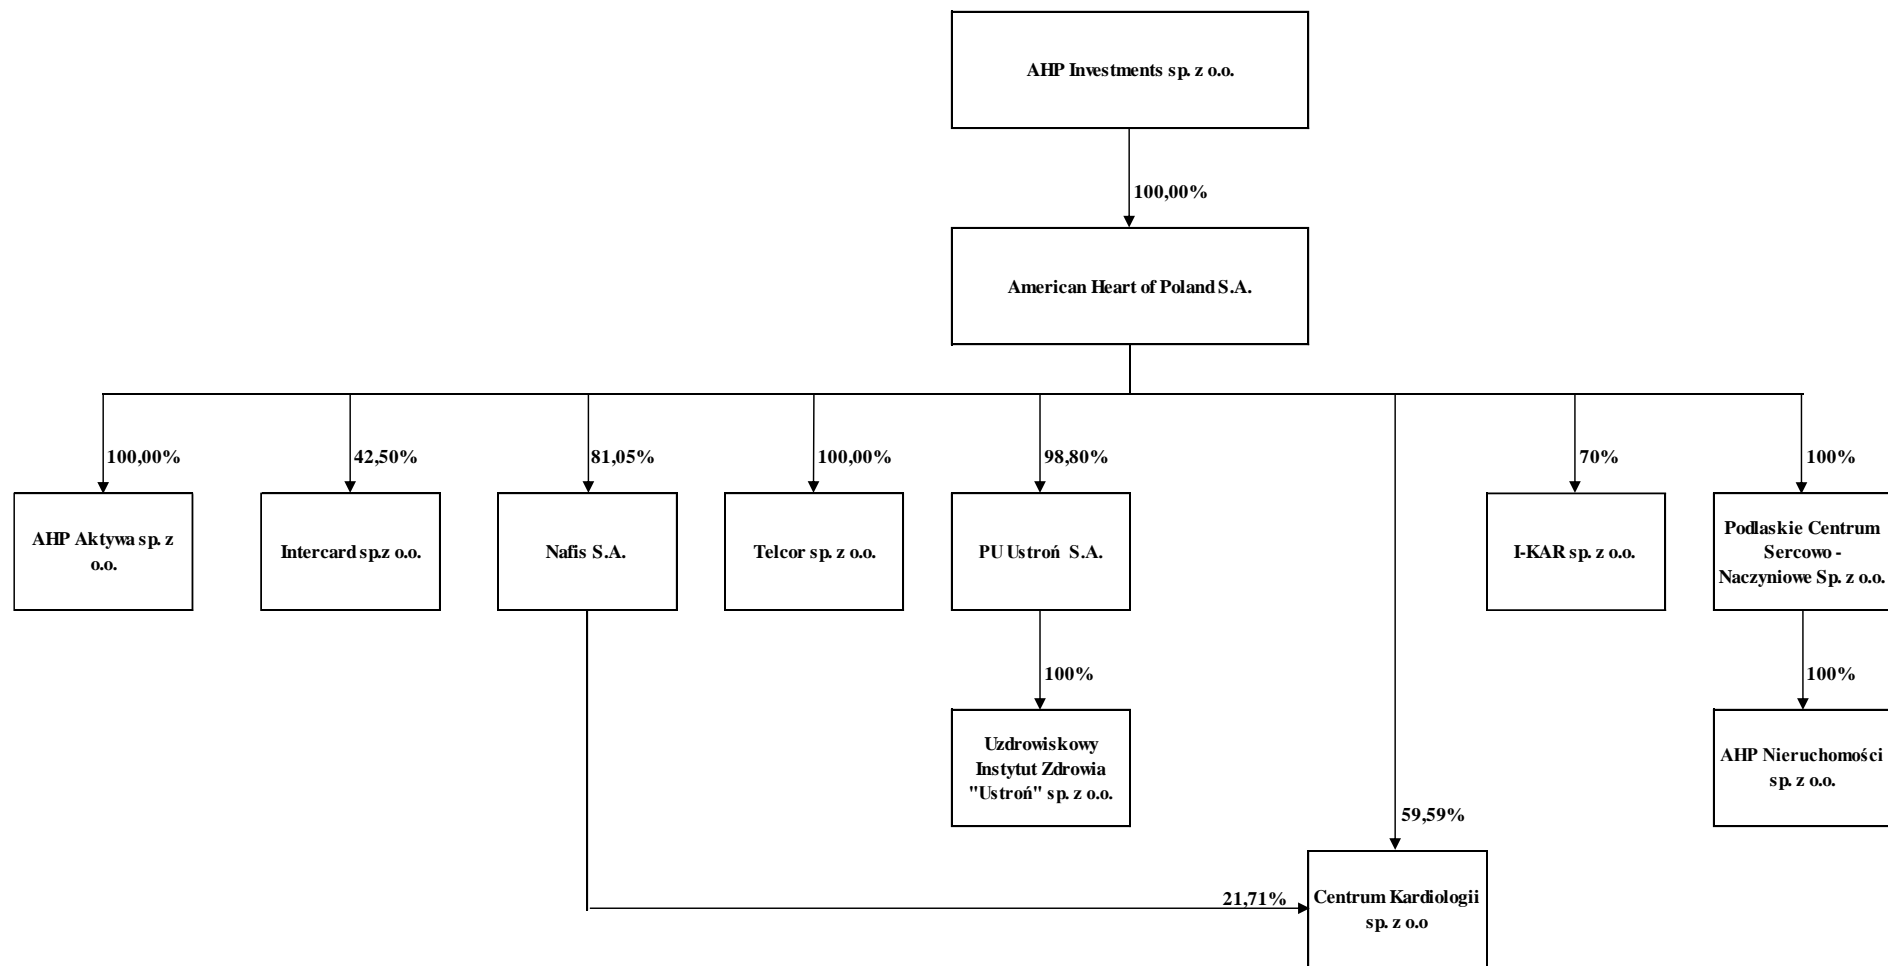 AHP Investments sp. z o.o.
100,00%
American Heart of Poland S.A.
100,00%
42,50%
81,05%
100,00%
98,80%
70%
100%
AHP Aktywa sp. z
o.o.
Intercard sp.z o.o.
Nafis S.A.
Telcor sp. z o.o.
PU Ustroń S.A.
I-KAR sp. z o.o.
Podlaskie Centrum
Sercowo -
Naczyniowe Sp. z o.o.
100%
100%
Uzdrowiskowy
Instytut Zdrowia
"Ustroń" sp. z o.o.
AHP Nieruchomości
sp. z o.o.
59,59%
21,71%
Centrum Kardiologii
sp. z o.o